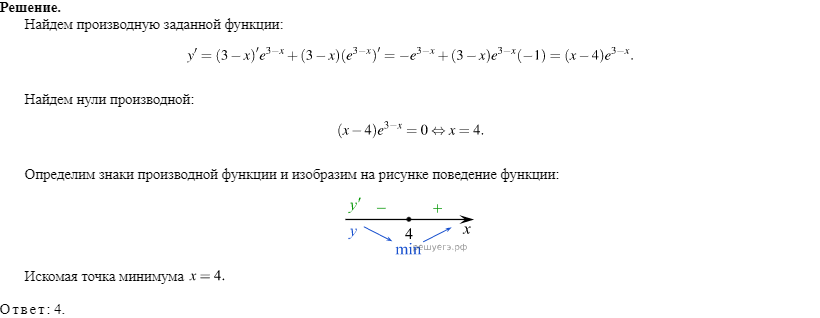 Решение.
Найдем производную заданной функции:
y′ = (3 − x)′e^{3−x} + (3 − x)(e^{3−x})′ = −e^{3−x} + (3 − x)e^{3−x}(−1) = (x − 4)e^{3−x}.
Найдем нули производной:
(x − 4)e^{3−x} = 0 ⇔ x = 4.
Определим знаки производной функции и изобразим на рисунке поведение функции:
y′ − +
y 4 x
min решуегэ.рф
Искомая точка минимума x = 4.
Ответ: 4.